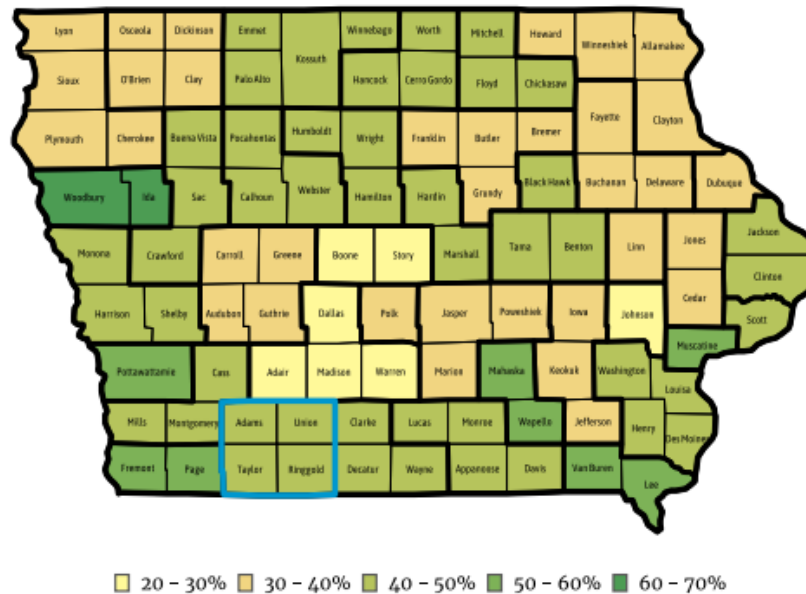 Lyon Osceola Dickinson Emmet Winnebago Worth Mitchell Howard
Kossuth Winneshiek Allamakee
Sioux O'Brien Clay Palo Alto Hancock Cerro Gordo Floyd Chickasaw
Plymouth Cherokee Buena Vista Pocahontas Humboldt Wright Franklin Butler Bremer Fayette Clayton
Woodbury Ida Sac Calhoun Webster Hamilton Hardin Grundy Black Hawk Buchanan Delaware Dubuque
Monona Crawford Carroll Greene Boone Story Marshall Tama Benton Linn Jones Jackson
Clinton
Harrison Shelby Audubon Guthrie Dallas Polk Jasper Poweshiek Iowa Johnson Cedar Scott
Muscatine
Pottawattamie Cass Adair Madison Warren Marion Mahaska Keokuk Washington Louisa
Mills Montgomery Adams Union Clarke Lucas Monroe Wapello Jefferson Henry Des Moines
Fremont Page Taylor Ringgold Decatur Wayne Appanoose Davis Van Buren Lee
20 - 30% 30 - 40% 40 - 50% 50 - 60% 60 - 70%